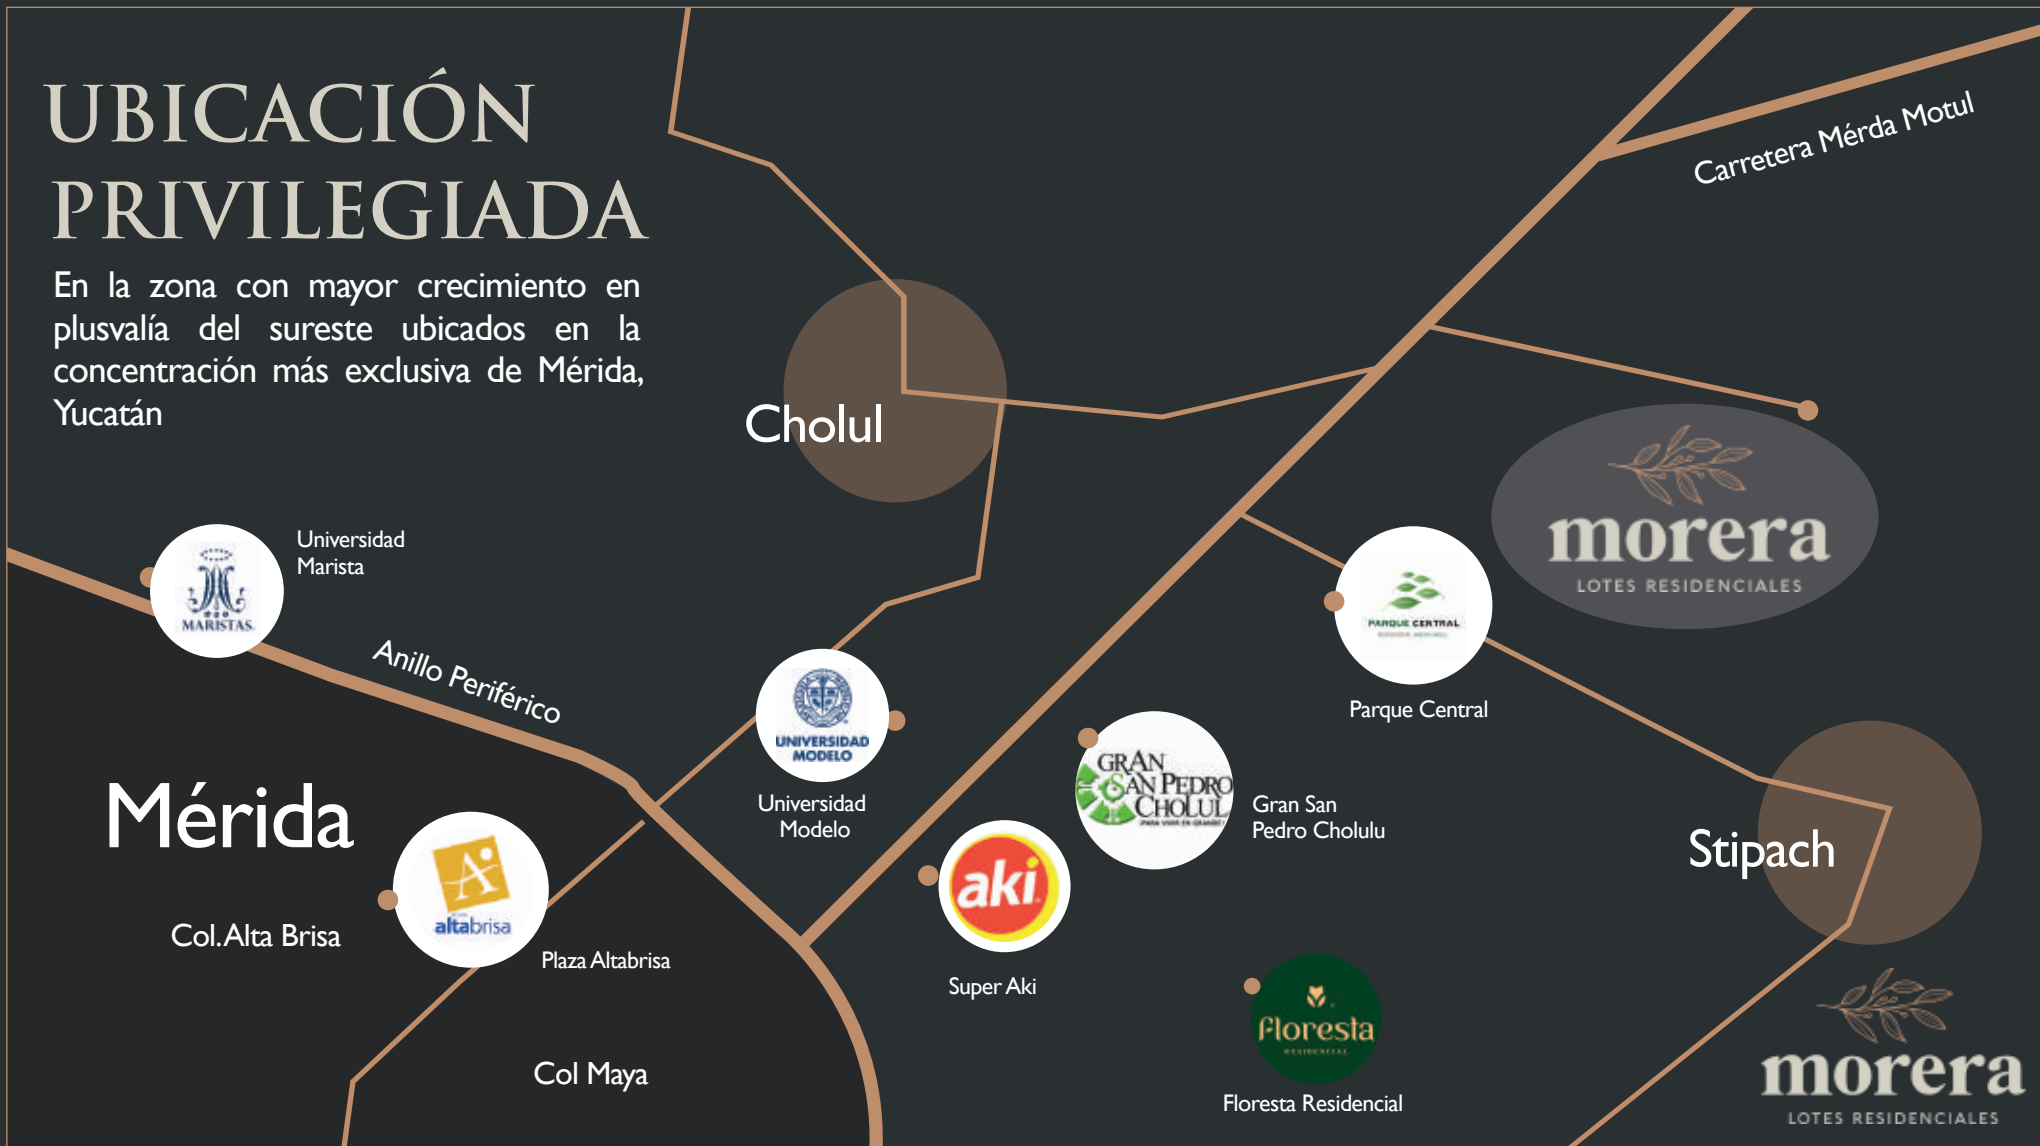 UBICACIÓN
PRIVILEGIADA
En la zona con mayor crecimiento en
plusvalía del sureste ubicados en la
concentración más exclusiva de Mérida,
Yucatán
Carretera Mérda Motul
Cholul
morera
LOTES RESIDENCIALES
Universidad
Marista
MARISTAS
Anillo Periférico
PARQUE CENTRAL
Parque Central
UNIVERSIDAD
MODELO
Universidad
Modelo
GRAN
SAN PEDRO
CHOLUL
Gran San
Pedro Cholulu
Mérida
altabrisa
Col. Alta Brisa
Plaza Altabrisa
aki
Super Aki
Stipach
floresta
RESIDENCIAL
Floresta Residencial
Col Maya
morera
LOTES RESIDENCIALES